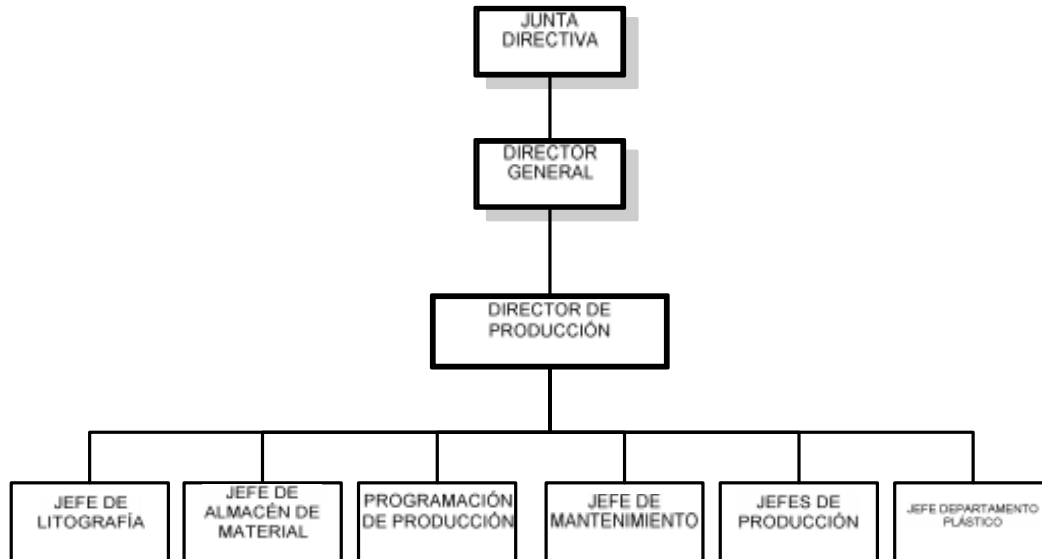 JUNTA
DIRECTIVA
DIRECTOR
GENERAL
DIRECTOR DE
PRODUCCIÓN
JEFE DE
LITOGRAFÍA
JEFE DE
ALMACÉN DE
MATERIAL
PROGRAMACIÓN
DE PRODUCCIÓN
JEFE DE
MANTENIMIENTO
JEFES DE
PRODUCCIÓN
JEFE DEPARTAMENTO
PLÁSTICO